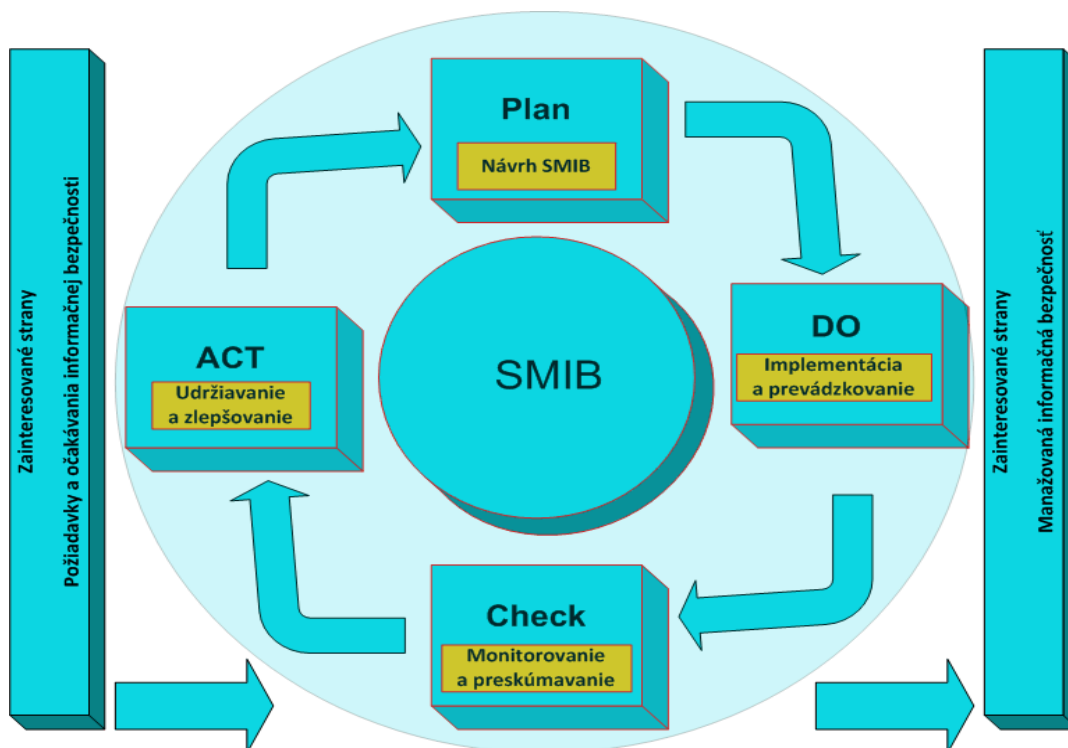 Zainteresované strany
Požiadavky a očakávania informačnej bezpečnosti
Plan
Návrh SMIB
DO
Implementácia
a prevádzkovanie
SMIB
ACT
Udržiavanie
a zlepšovanie
Check
Monitorovanie
a preskúmavanie
Zainteresované strany
Manažovaná informačná bezpečnosť